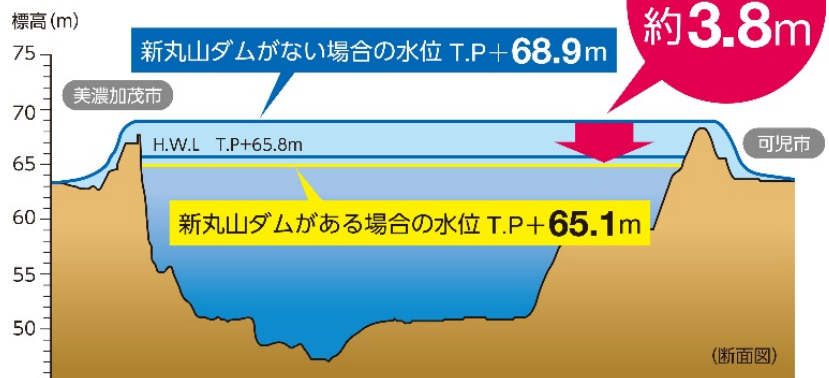 標高(m)
約3.8m
75
新丸山ダムがない場合の水位 T.P+68.9m
美濃加茂市
70
H.W.L T.P+65.8m
可児市
65
新丸山ダムがある場合の水位 T.P+65.1m
60
55
50
(断面図)